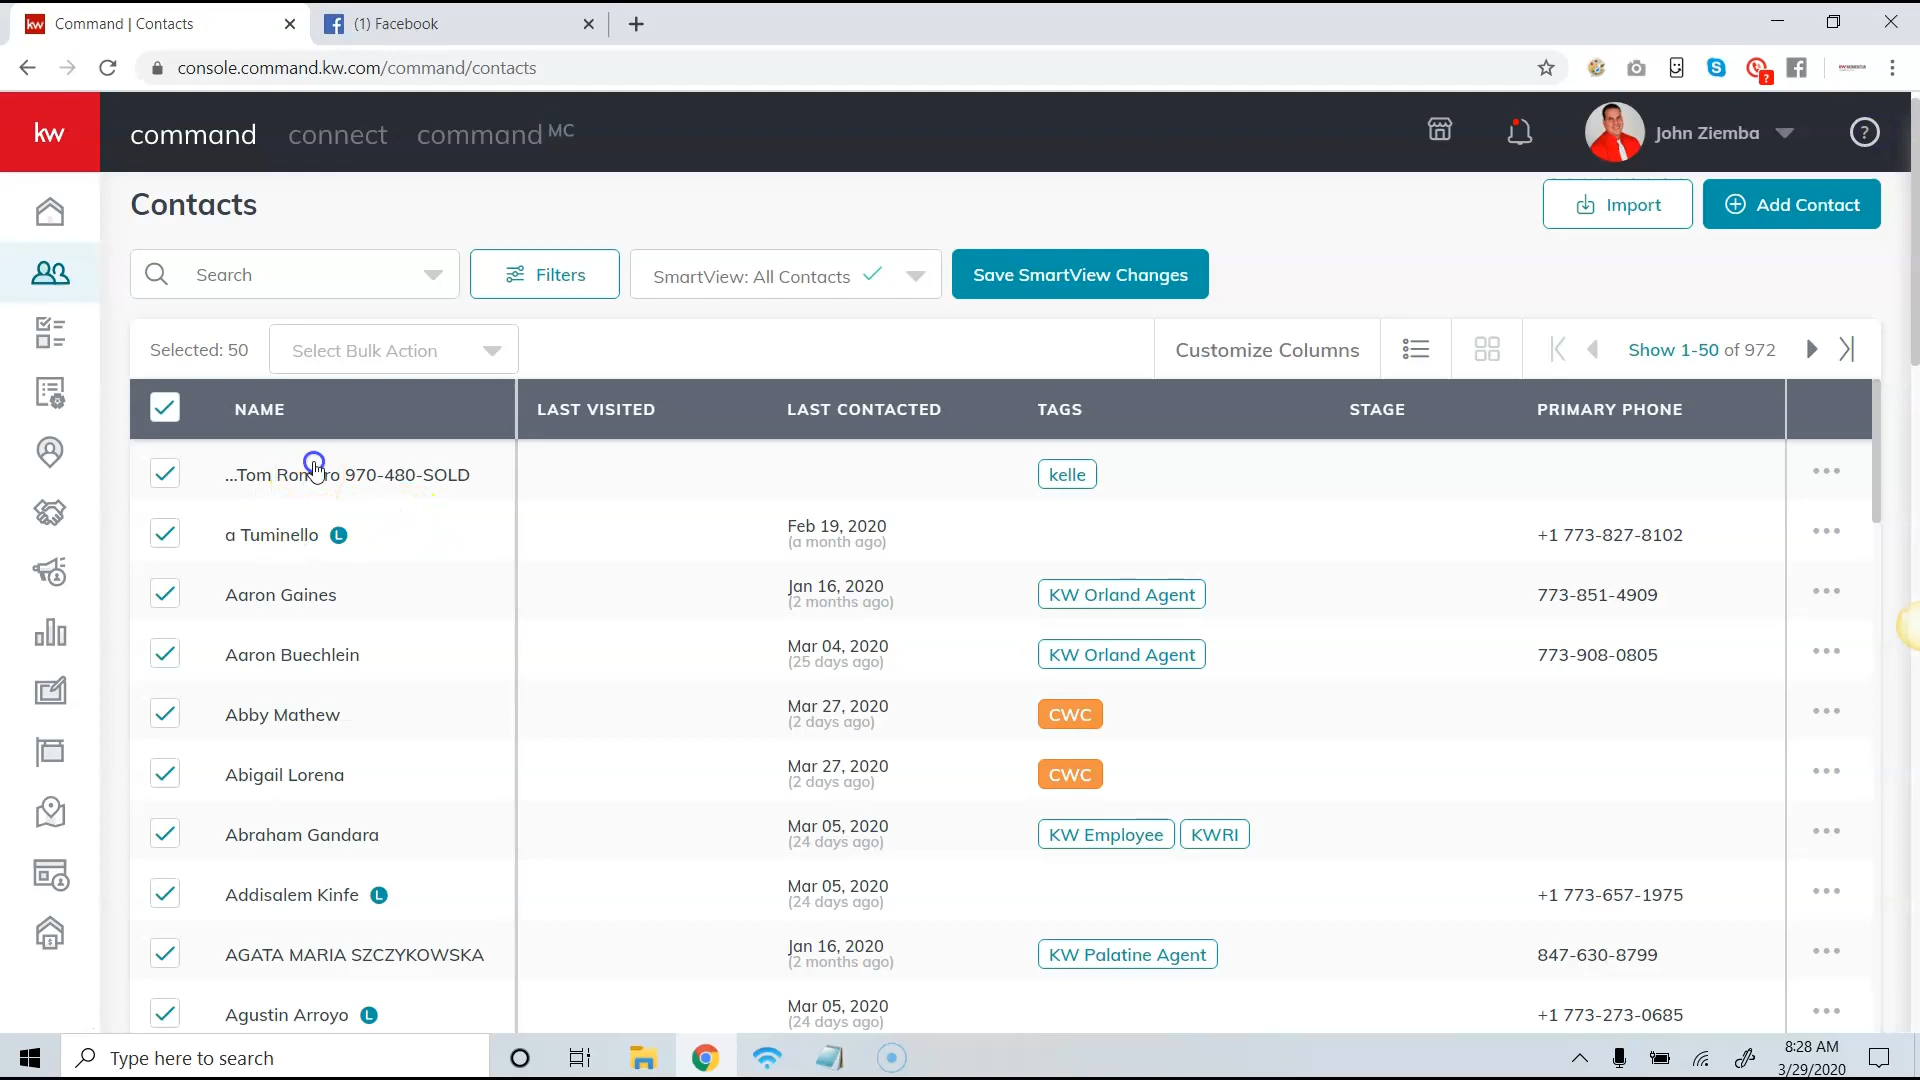 kw Command | Contacts
(1) Facebook
console.command.kw.com/command/contacts
kw
command connect command MC
John Ziemba
?
Contacts
Import
Add Contact
Search
Filters
SmartView: All Contacts
Save SmartView Changes
Selected: 50
Select Bulk Action
Customize Columns
Show 1-50 of 972
NAME LAST VISITED LAST CONTACTED TAGS STAGE PRIMARY PHONE
...Tom Romero 970-480-SOLD kelle
a Tuminello L Feb 19, 2020 +1 773-827-8102
(a month ago)
Aaron Gaines Jan 16, 2020 KW Orland Agent 773-851-4909
(2 months ago)
Aaron Buechlein Mar 04, 2020 KW Orland Agent 773-908-0805
(25 days ago)
Abby Mathew Mar 27, 2020 CWC
(2 days ago)
Abigail Lorena Mar 27, 2020 CWC
(2 days ago)
Abraham Gandara Mar 05, 2020 KW Employee KWRI
(24 days ago)
Addisalem Kinfe L Mar 05, 2020 +1 773-657-1975
(24 days ago)
AGATA MARIA SZCZYKOWSKA Jan 16, 2020 KW Palatine Agent 847-630-8799
(2 months ago)
Agustin Arroyo L Mar 05, 2020 +1 773-273-0685
(24 days ago)
Type here to search
8:28 AM
3/29/2020